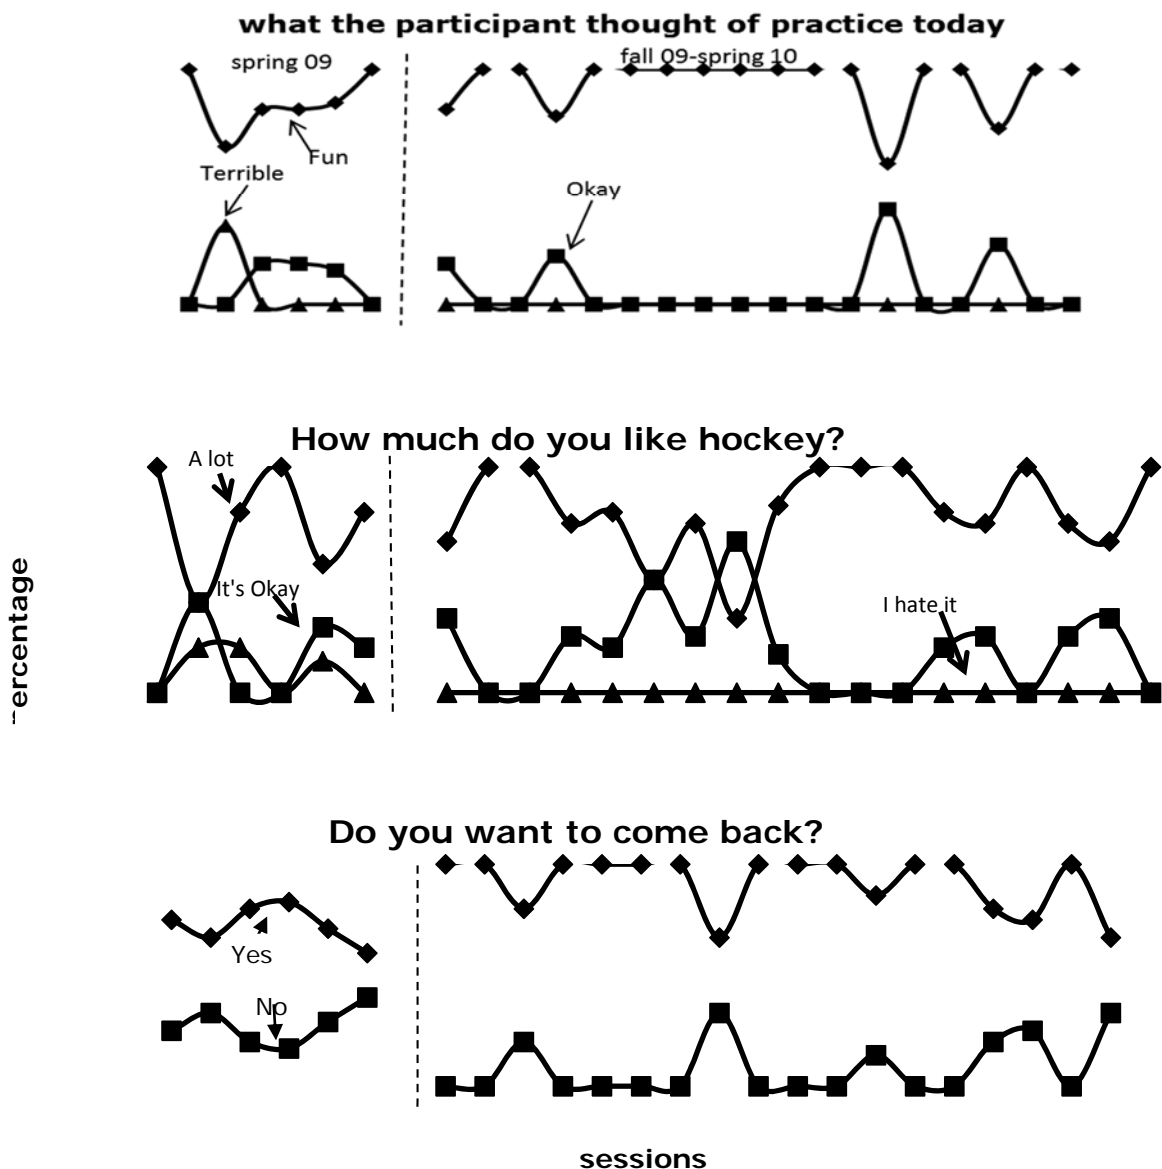 what the participant thought of practice today
spring 09
fall 09-spring 10
Fun
Terrible
Okay
How much do you like hockey?
A lot
It's Okay
I hate it
ercentage
Do you want to come back?
Yes
No
sessions